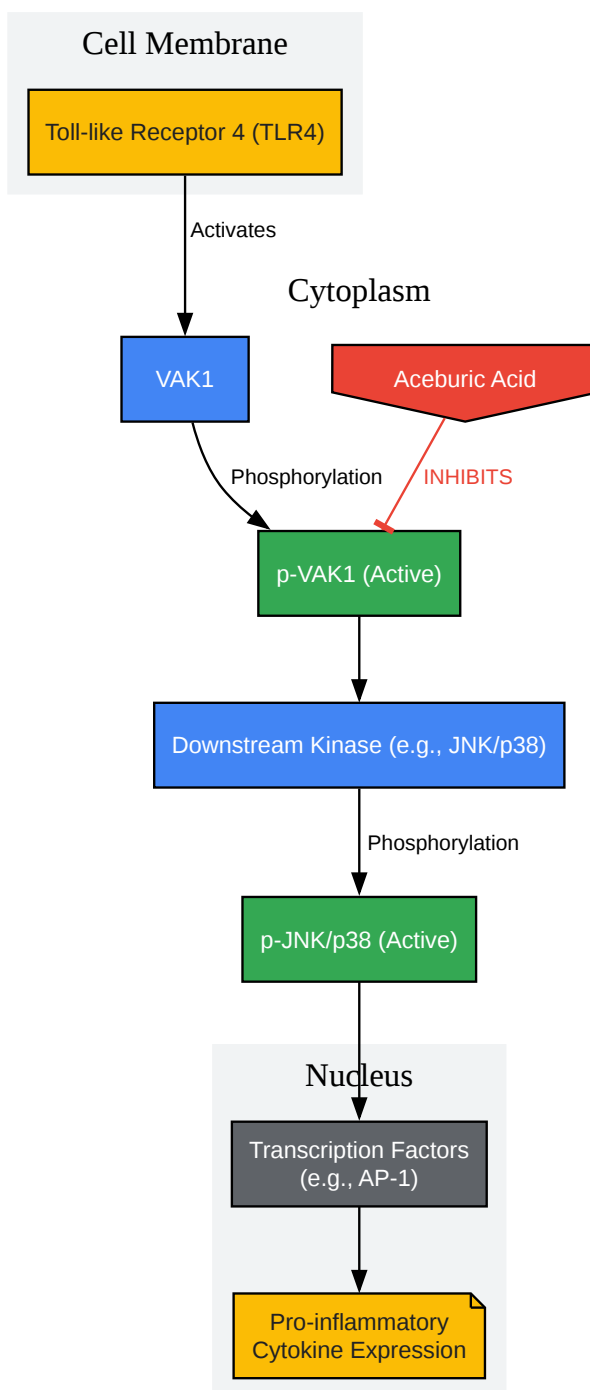 Cell Membrane
Toll-like Receptor 4 (TLR4)
Activates
Cytoplasm
VAK1
Aceburic Acid
Phosphorylation
INHIBITS
p-VAK1 (Active)
Downstream Kinase (e.g., JNK/p38)
Phosphorylation
p-JNK/p38 (Active)
Nucleus
Transcription Factors
(e.g., AP-1)
Pro-inflammatory
Cytokine Expression